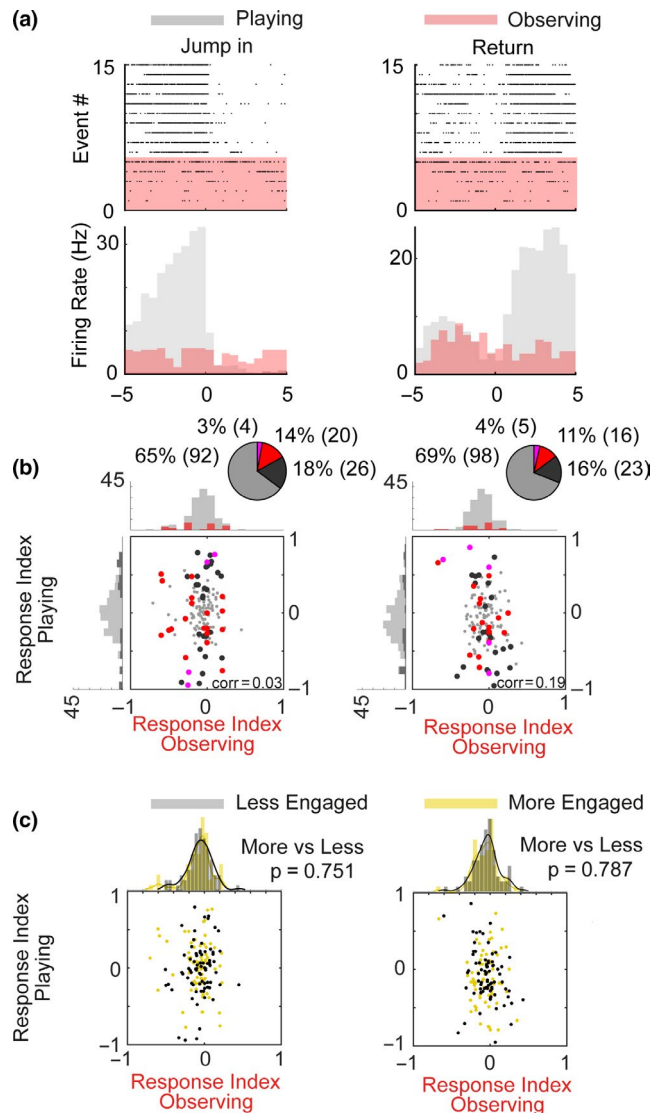 (a)
Playing
Observing
Jump in
Return
15
15
Event #
0
0
30
20
Firing Rate (Hz)
0
0
−5 0 5
−5 0 5
(b)
3% (4)
14% (20)
65% (92)
18% (26)
4% (5)
11% (16)
69% (98)
16% (23)
45
45
1
1
Response Index
Playing
0
0
corr = 0.03
corr = 0.19
−1
−1
45
45
−1 0 1
−1 0 1
Response Index
Observing
Response Index
Observing
(c)
Less Engaged
More Engaged
More vs Less
p = 0.751
More vs Less
p = 0.787
1
1
Response Index
Playing
0
0
−1
−1
−1 0 1
−1 0 1
Response Index
Observing
Response Index
Observing